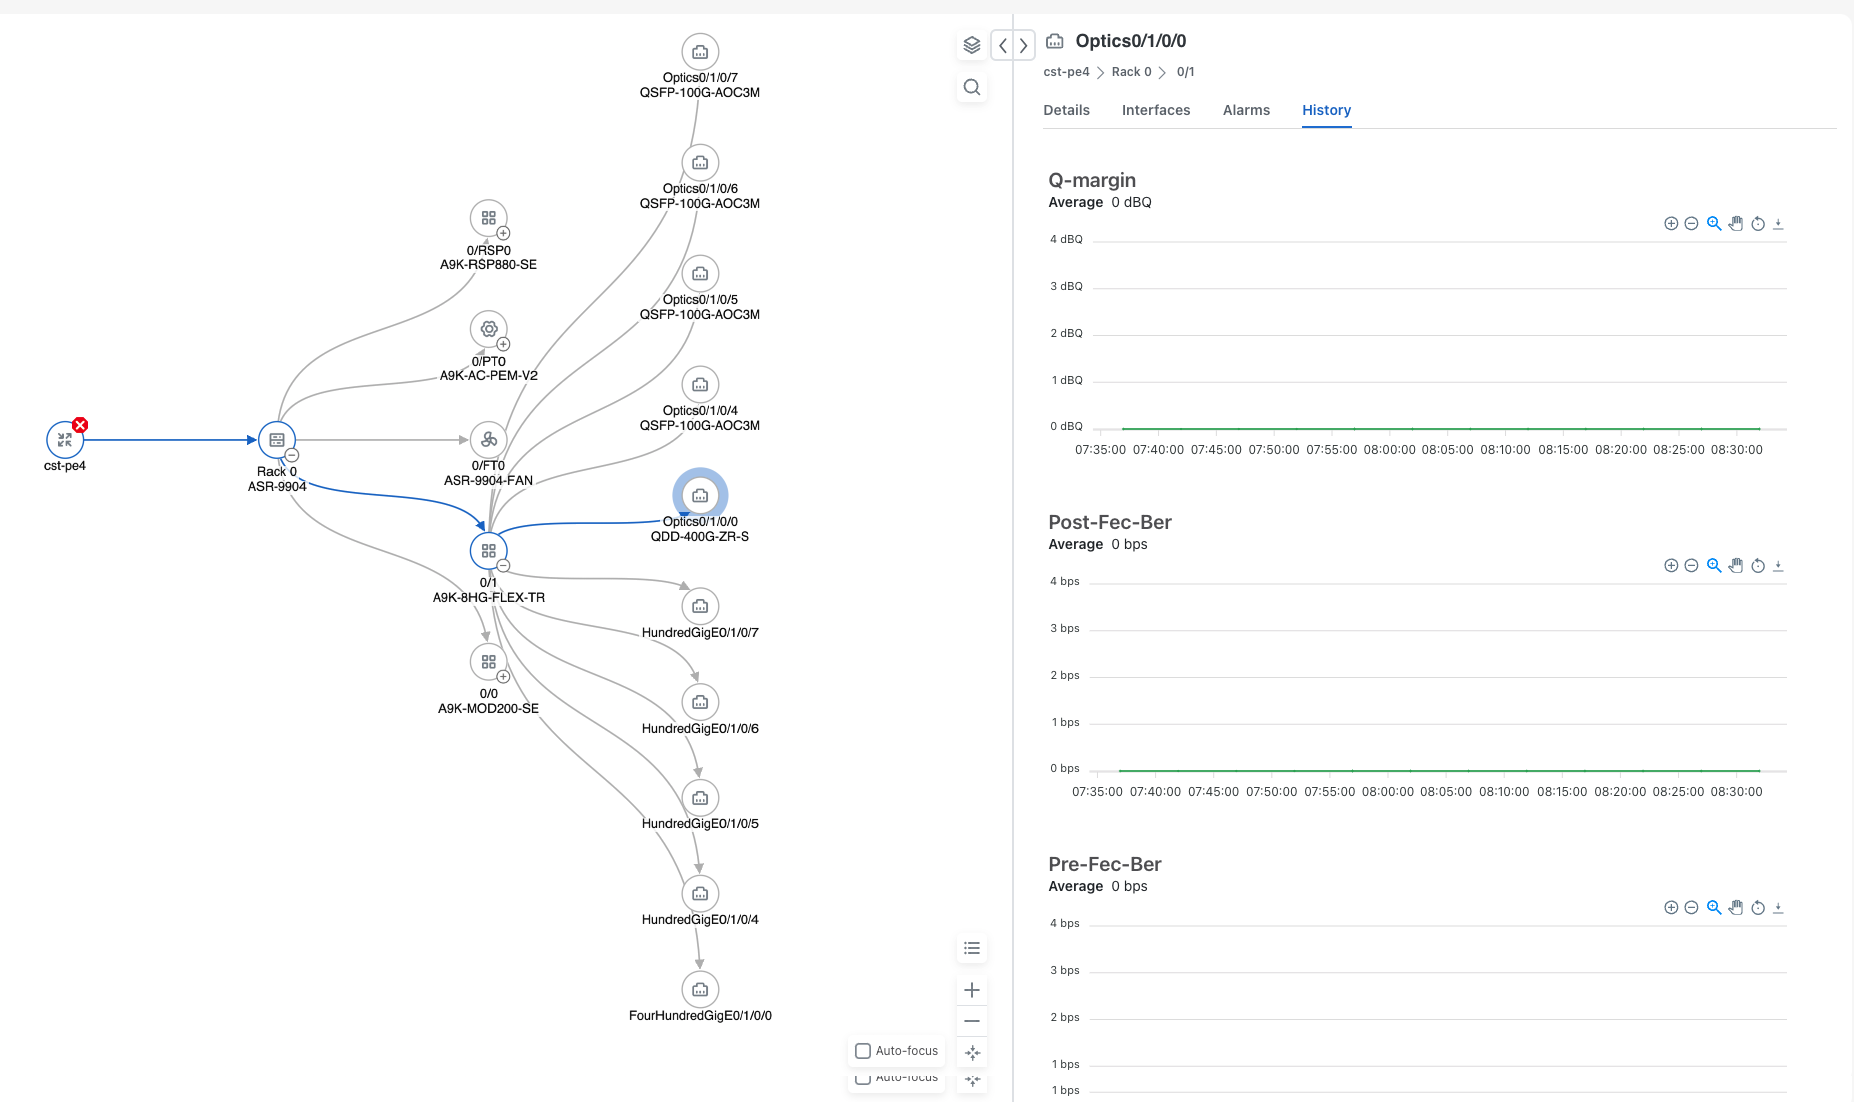 Optics0/1/0/7
QSFP-100G-AOC3M
Optics0/1/0/6
QSFP-100G-AOC3M
0/RSP0
A9K-RSP880-SE
Optics0/1/0/5
QSFP-100G-AOC3M
0/PT0
A9K-AC-PEM-V2
Optics0/1/0/4
QSFP-100G-AOC3M
cst-pe4
Rack 0
ASR-9904
0/FT0
ASR-9904-FAN
Optics0/1/0/0
QDD-400G-ZR-S
0/1
A9K-8HG-FLEX-TR
HundredGigE0/1/0/7
0/0
A9K-MOD200-SE
HundredGigE0/1/0/6
HundredGigE0/1/0/5
HundredGigE0/1/0/4
FourHundredGigE0/1/0/0
Auto-focus
Auto-focus
Optics0/1/0/0
cst-pe4 > Rack 0 > 0/1
Details Interfaces Alarms History
Q-margin
Average 0 dBQ
4 dBQ
3 dBQ
2 dBQ
1 dBQ
0 dBQ
07:35:00 07:40:00 07:45:00 07:50:00 07:55:00 08:00:00 08:05:00 08:10:00 08:15:00 08:20:00 08:25:00 08:30:00
Post-Fec-Ber
Average 0 bps
4 bps
3 bps
2 bps
1 bps
0 bps
07:35:00 07:40:00 07:45:00 07:50:00 07:55:00 08:00:00 08:05:00 08:10:00 08:15:00 08:20:00 08:25:00 08:30:00
Pre-Fec-Ber
Average 0 bps
4 bps
3 bps
2 bps
1 bps
1 bps